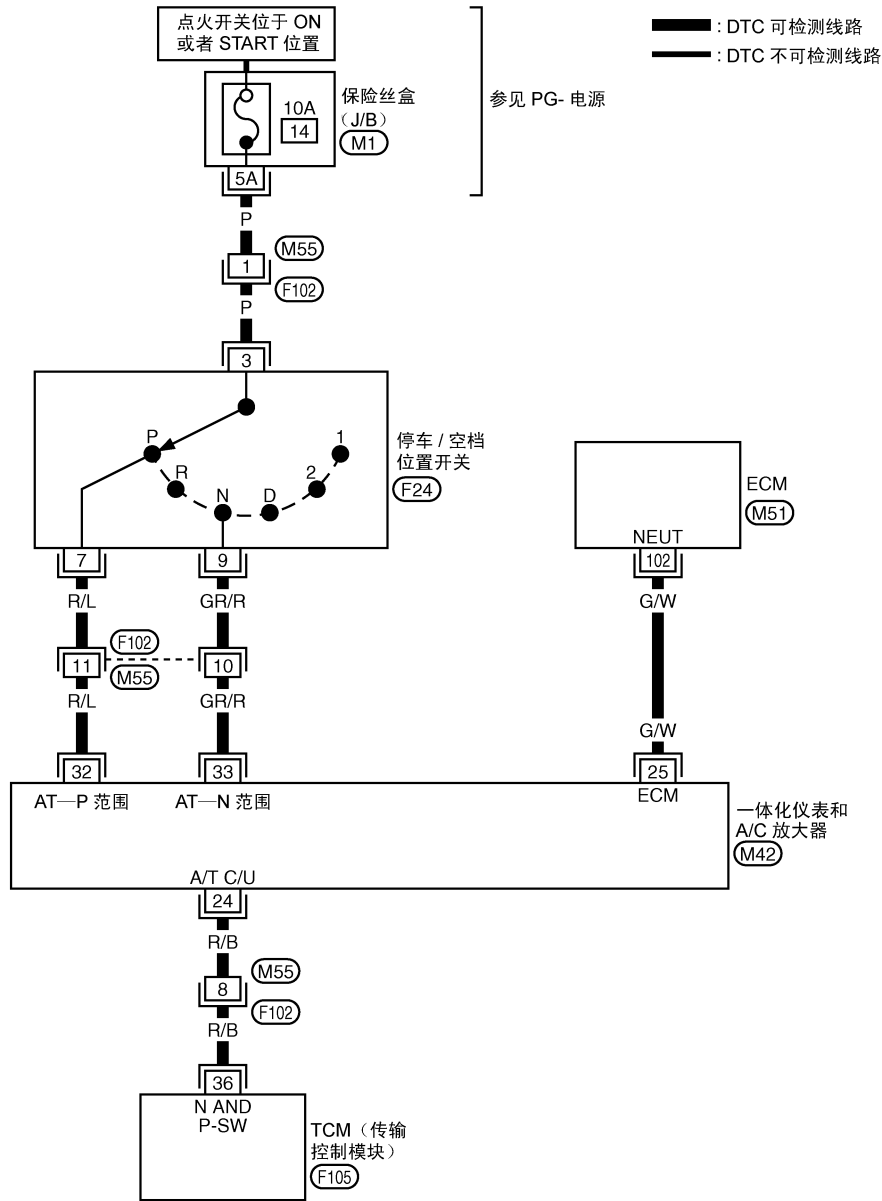 点火开关位于 ON
或者 START 位置
: DTC 可检测线路
: DTC 不可检测线路
保险丝盒
（J/B）
M1
10A
14
参见 PG- 电源
5A
P
M55
1
F102
P
3
P
R
N
D
2
1
停车 / 空档
位置开关
F24
ECM
M51
NEUT
7
9
102
R/L
GR/R
G/W
F102
11
10
M55
R/L
GR/R
G/W
32
33
25
AT—P 范围
AT—N 范围
ECM
一体化仪表和
A/C 放大器
M42
A/T C/U
24
R/B
M55
8
F102
R/B
36
N AND
P-SW
TCM（传输
控制模块）
F105